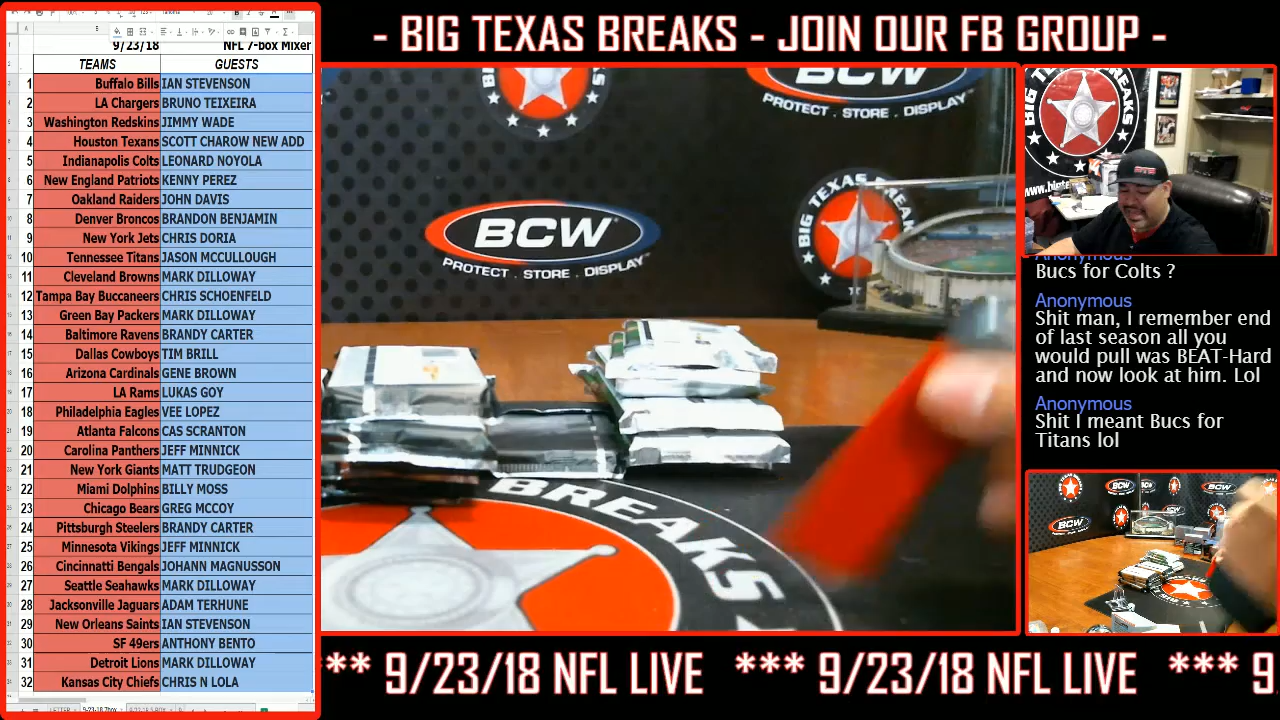 - BIG TEXAS BREAKS - JOIN OUR FB GROUP -
9/23/18 NFL 7-box Mixer
TEAMS GUESTS
1 Buffalo Bills IAN STEVENSON
2 LA Chargers BRUNO TEIXEIRA
3 Washington Redskins JIMMY WADE
4 Houston Texans SCOTT CHAROW NEW ADD
5 Indianapolis Colts LEONARD NOYOLA
6 New England Patriots KENNY PEREZ
7 Oakland Raiders JOHN DAVIS
8 Denver Broncos BRANDON BENJAMIN
9 New York Jets CHRIS DORIA
10 Tennessee Titans JASON MCCULLOUGH
11 Cleveland Browns MARK DILLOWAY
12 Tampa Bay Buccaneers CHRIS SCHOENFELD
13 Green Bay Packers MARK DILLOWAY
14 Baltimore Ravens BRANDY CARTER
15 Dallas Cowboys TIM BRILL
16 Arizona Cardinals GENE BROWN
17 LA Rams LUKAS GOY
18 Philadelphia Eagles VEE LOPEZ
19 Atlanta Falcons CAS SCRANTON
20 Carolina Panthers JEFF MINNICK
21 New York Giants MATT TRUDGEON
22 Miami Dolphins BILLY MOSS
23 Chicago Bears GREG MCCOY
24 Pittsburgh Steelers BRANDY CARTER
25 Minnesota Vikings JEFF MINNICK
26 Cincinnatti Bengals JOHANN MAGNUSSON
27 Seattle Seahawks MARK DILLOWAY
28 Jacksonville Jaguars ADAM TERHUNE
29 New Orleans Saints IAN STEVENSON
30 SF 49ers ANTHONY BENTO
31 Detroit Lions MARK DILLOWAY
32 Kansas City Chiefs CHRIS N LOLA
BCW
PROTECT . STORE . DISPLAY
BCW
PROTECT . STORE . DISPLAY
BIG TEXAS BREAKS
BREAKS
BREAKS
www.bigte
Anonymous
Bucs for Colts ?
Anonymous
Shit man, I remember end
of last season all you
would pull was BEAT-Hard
and now look at him. Lol
Anonymous
Shit I meant Bucs for
Titans lol
BCW
BCW
*** 9/23/18 NFL LIVE *** 9/23/18 NFL LIVE *** 9